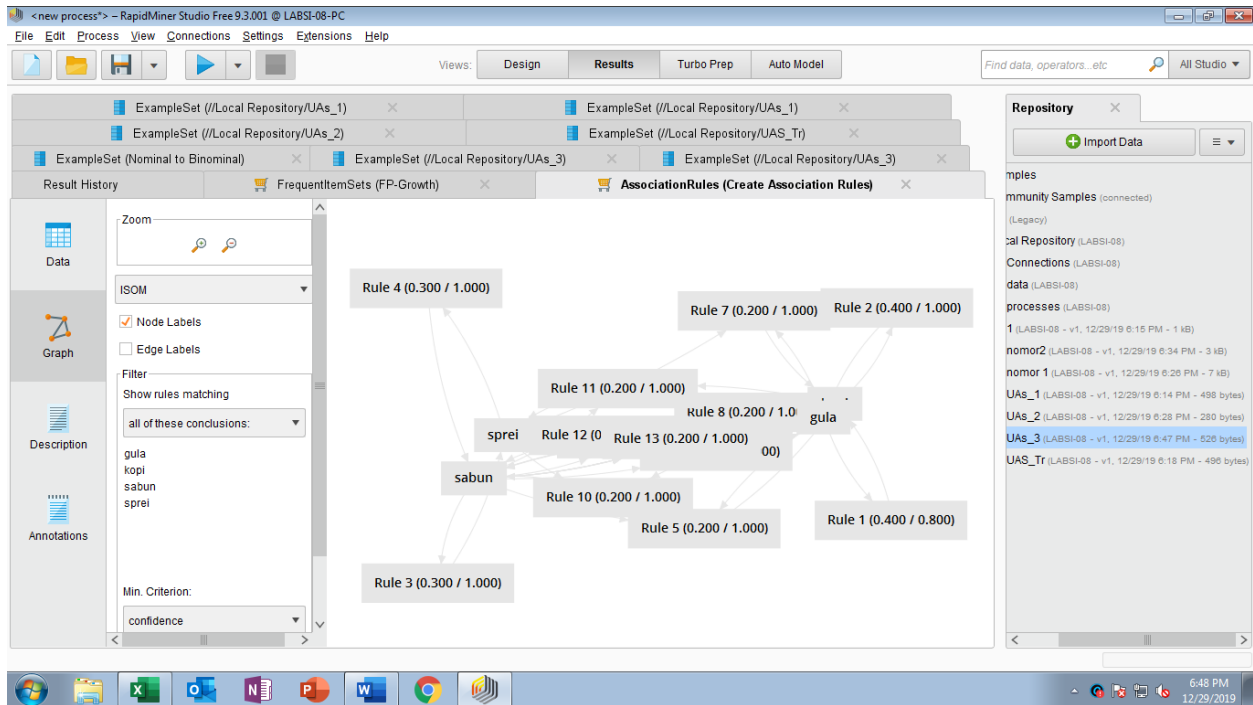 <new process*> – RapidMiner Studio Free 9.3.001 @ LABSI-08-PC
File Edit Process View Connections Settings Extensions Help
Views: Design Results Turbo Prep Auto Model
Find data, operators...etc
All Studio
ExampleSet (//Local Repository/UAs_1)
ExampleSet (//Local Repository/UAs_1)
ExampleSet (//Local Repository/UAs_2)
ExampleSet (//Local Repository/UAS_Tr)
ExampleSet (Nominal to Binominal)
ExampleSet (//Local Repository/UAs_3)
ExampleSet (//Local Repository/UAs_3)
Result History
FrequentItemSets (FP-Growth)
AssociationRules (Create Association Rules)
Data
Graph
Description
Annotations
Zoom
ISOM
Node Labels
Edge Labels
Filter
Show rules matching
all of these conclusions:
gula
kopi
sabun
sprei
Min. Criterion:
confidence
Rule 4 (0.300 / 1.000)
Rule 7 (0.200 / 1.000)
Rule 2 (0.400 / 1.000)
Rule 11 (0.200 / 1.000)
Rule 8 (0.200 / 1.0
gula
sprei
Rule 12 (0
Rule 13 (0.200 / 1.000)
00)
sabun
Rule 10 (0.200 / 1.000)
Rule 5 (0.200 / 1.000)
Rule 1 (0.400 / 0.800)
Rule 3 (0.300 / 1.000)
Repository
Import Data
mples
mmunity Samples (connected)
(Legacy)
cal Repository (LABSI-08)
Connections (LABSI-08)
data (LABSI-08)
processes (LABSI-08)
1 (LABSI-08 - v1, 12/29/19 6:15 PM - 1 kB)
nomor2 (LABSI-08 - v1, 12/29/19 6:34 PM - 3 kB)
nomor 1 (LABSI-08 - v1, 12/29/19 6:26 PM - 7 kB)
UAs_1 (LABSI-08 - v1, 12/29/19 6:14 PM - 498 bytes)
UAs_2 (LABSI-08 - v1, 12/29/19 6:28 PM - 280 bytes)
UAs_3 (LABSI-08 - v1, 12/29/19 6:47 PM - 526 bytes)
UAS_Tr (LABSI-08 - v1, 12/29/19 6:18 PM - 496 bytes)
6:48 PM
12/29/2019